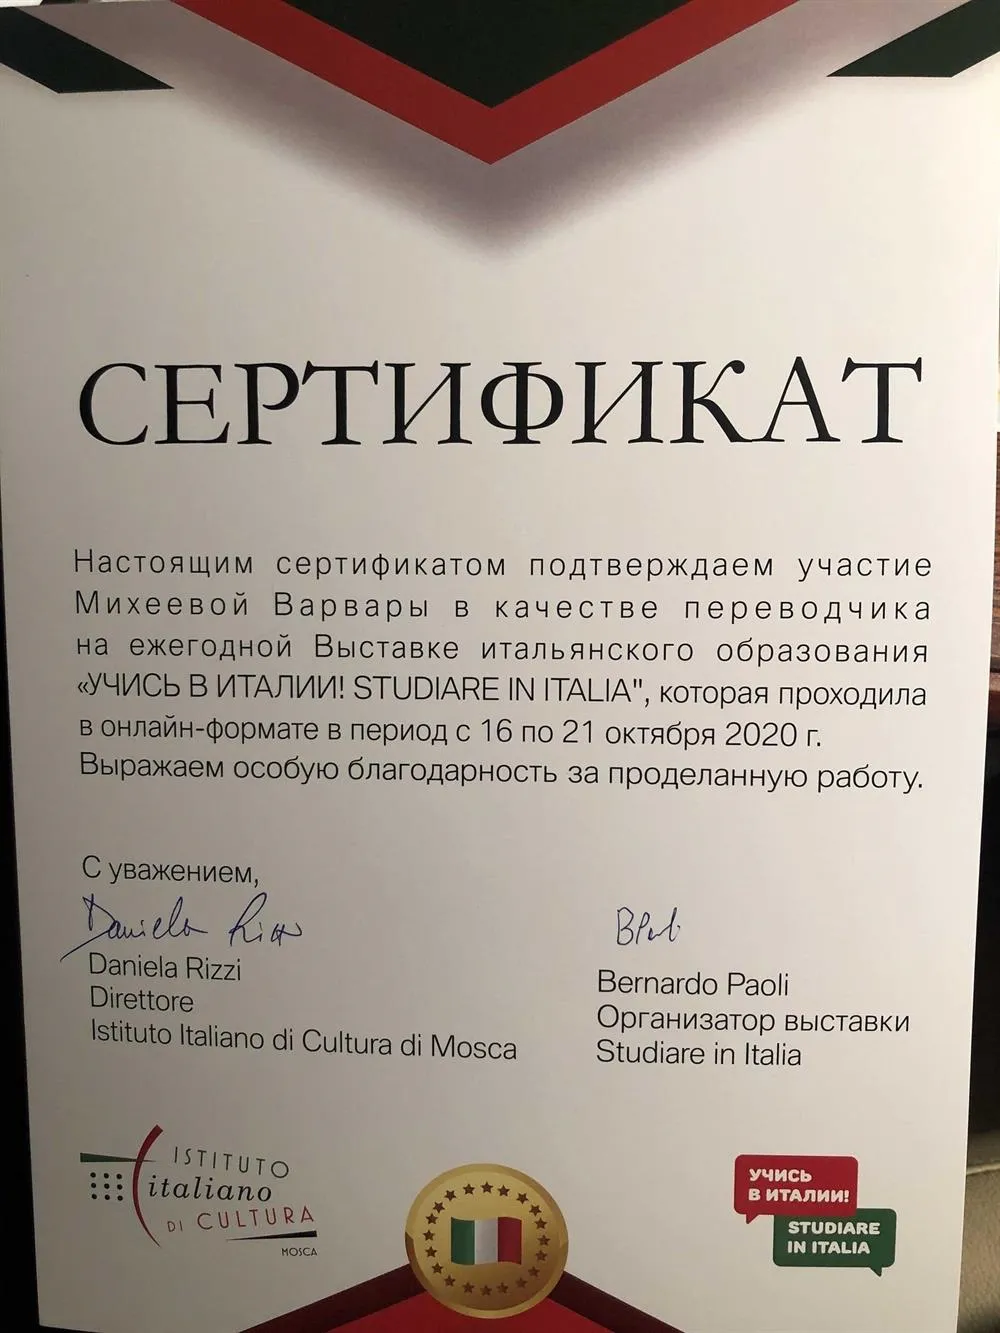 СЕРТИФИКАТ
Настоящим сертификатом подтверждаем участие
Михеевой Варвары в качестве переводчика
на ежегодной Выставке итальянского образования
«УЧИСЬ В ИТАЛИИ! STUDIARE IN ITALIA", которая проходила
в онлайн-формате в период с 16 по 21 октября 2020 г.
Выражаем особую благодарность за проделанную работу.
С уважением,
Daniela Rizzi
Daniela Rizzi
Direttore
Istituto Italiano di Cultura di Mosca
Bernardo Paoli
Организатор выставки
Studiare in Italia
ISTITUTO
italiano
DI CULTURA
MOSCA
УЧИСЬ
В ИТАЛИИ!
STUDIARE
IN ITALIA